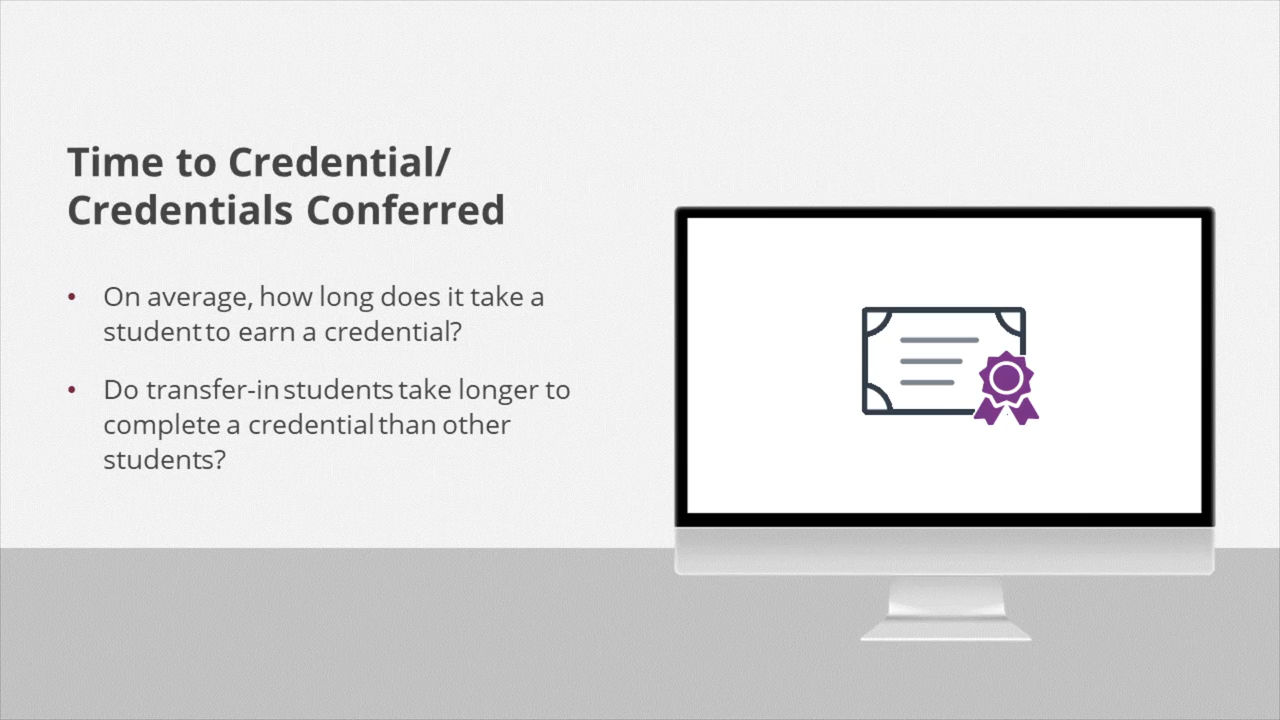 Time to Credential/
Credentials Conferred
• On average, how long does it take a
student to earn a credential?
• Do transfer-in students take longer to
complete a credential than other
students?